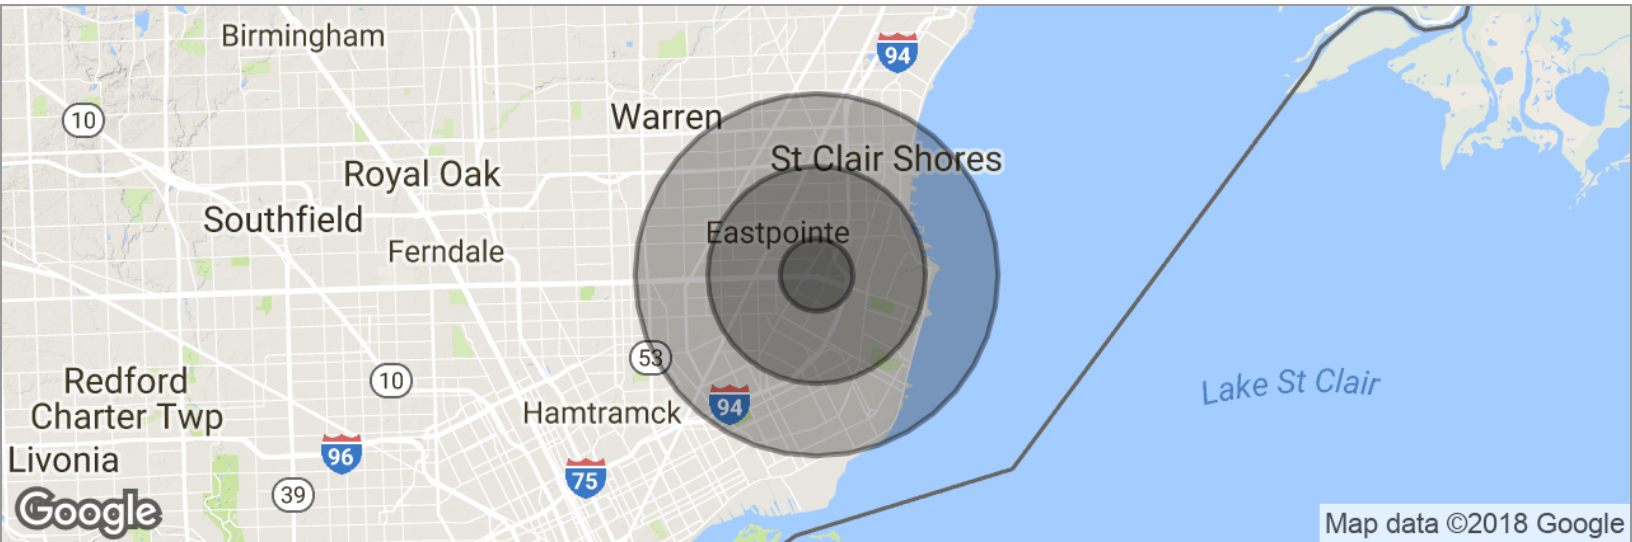 Birmingham
94
10
Warren
St Clair Shores
Royal Oak
Southfield
Eastpointe
Ferndale
53
10
Redford
Charter Twp
94
Hamtramck
Lake St Clair
Livonia
96
75
39
Google
Map data ©2018 Google